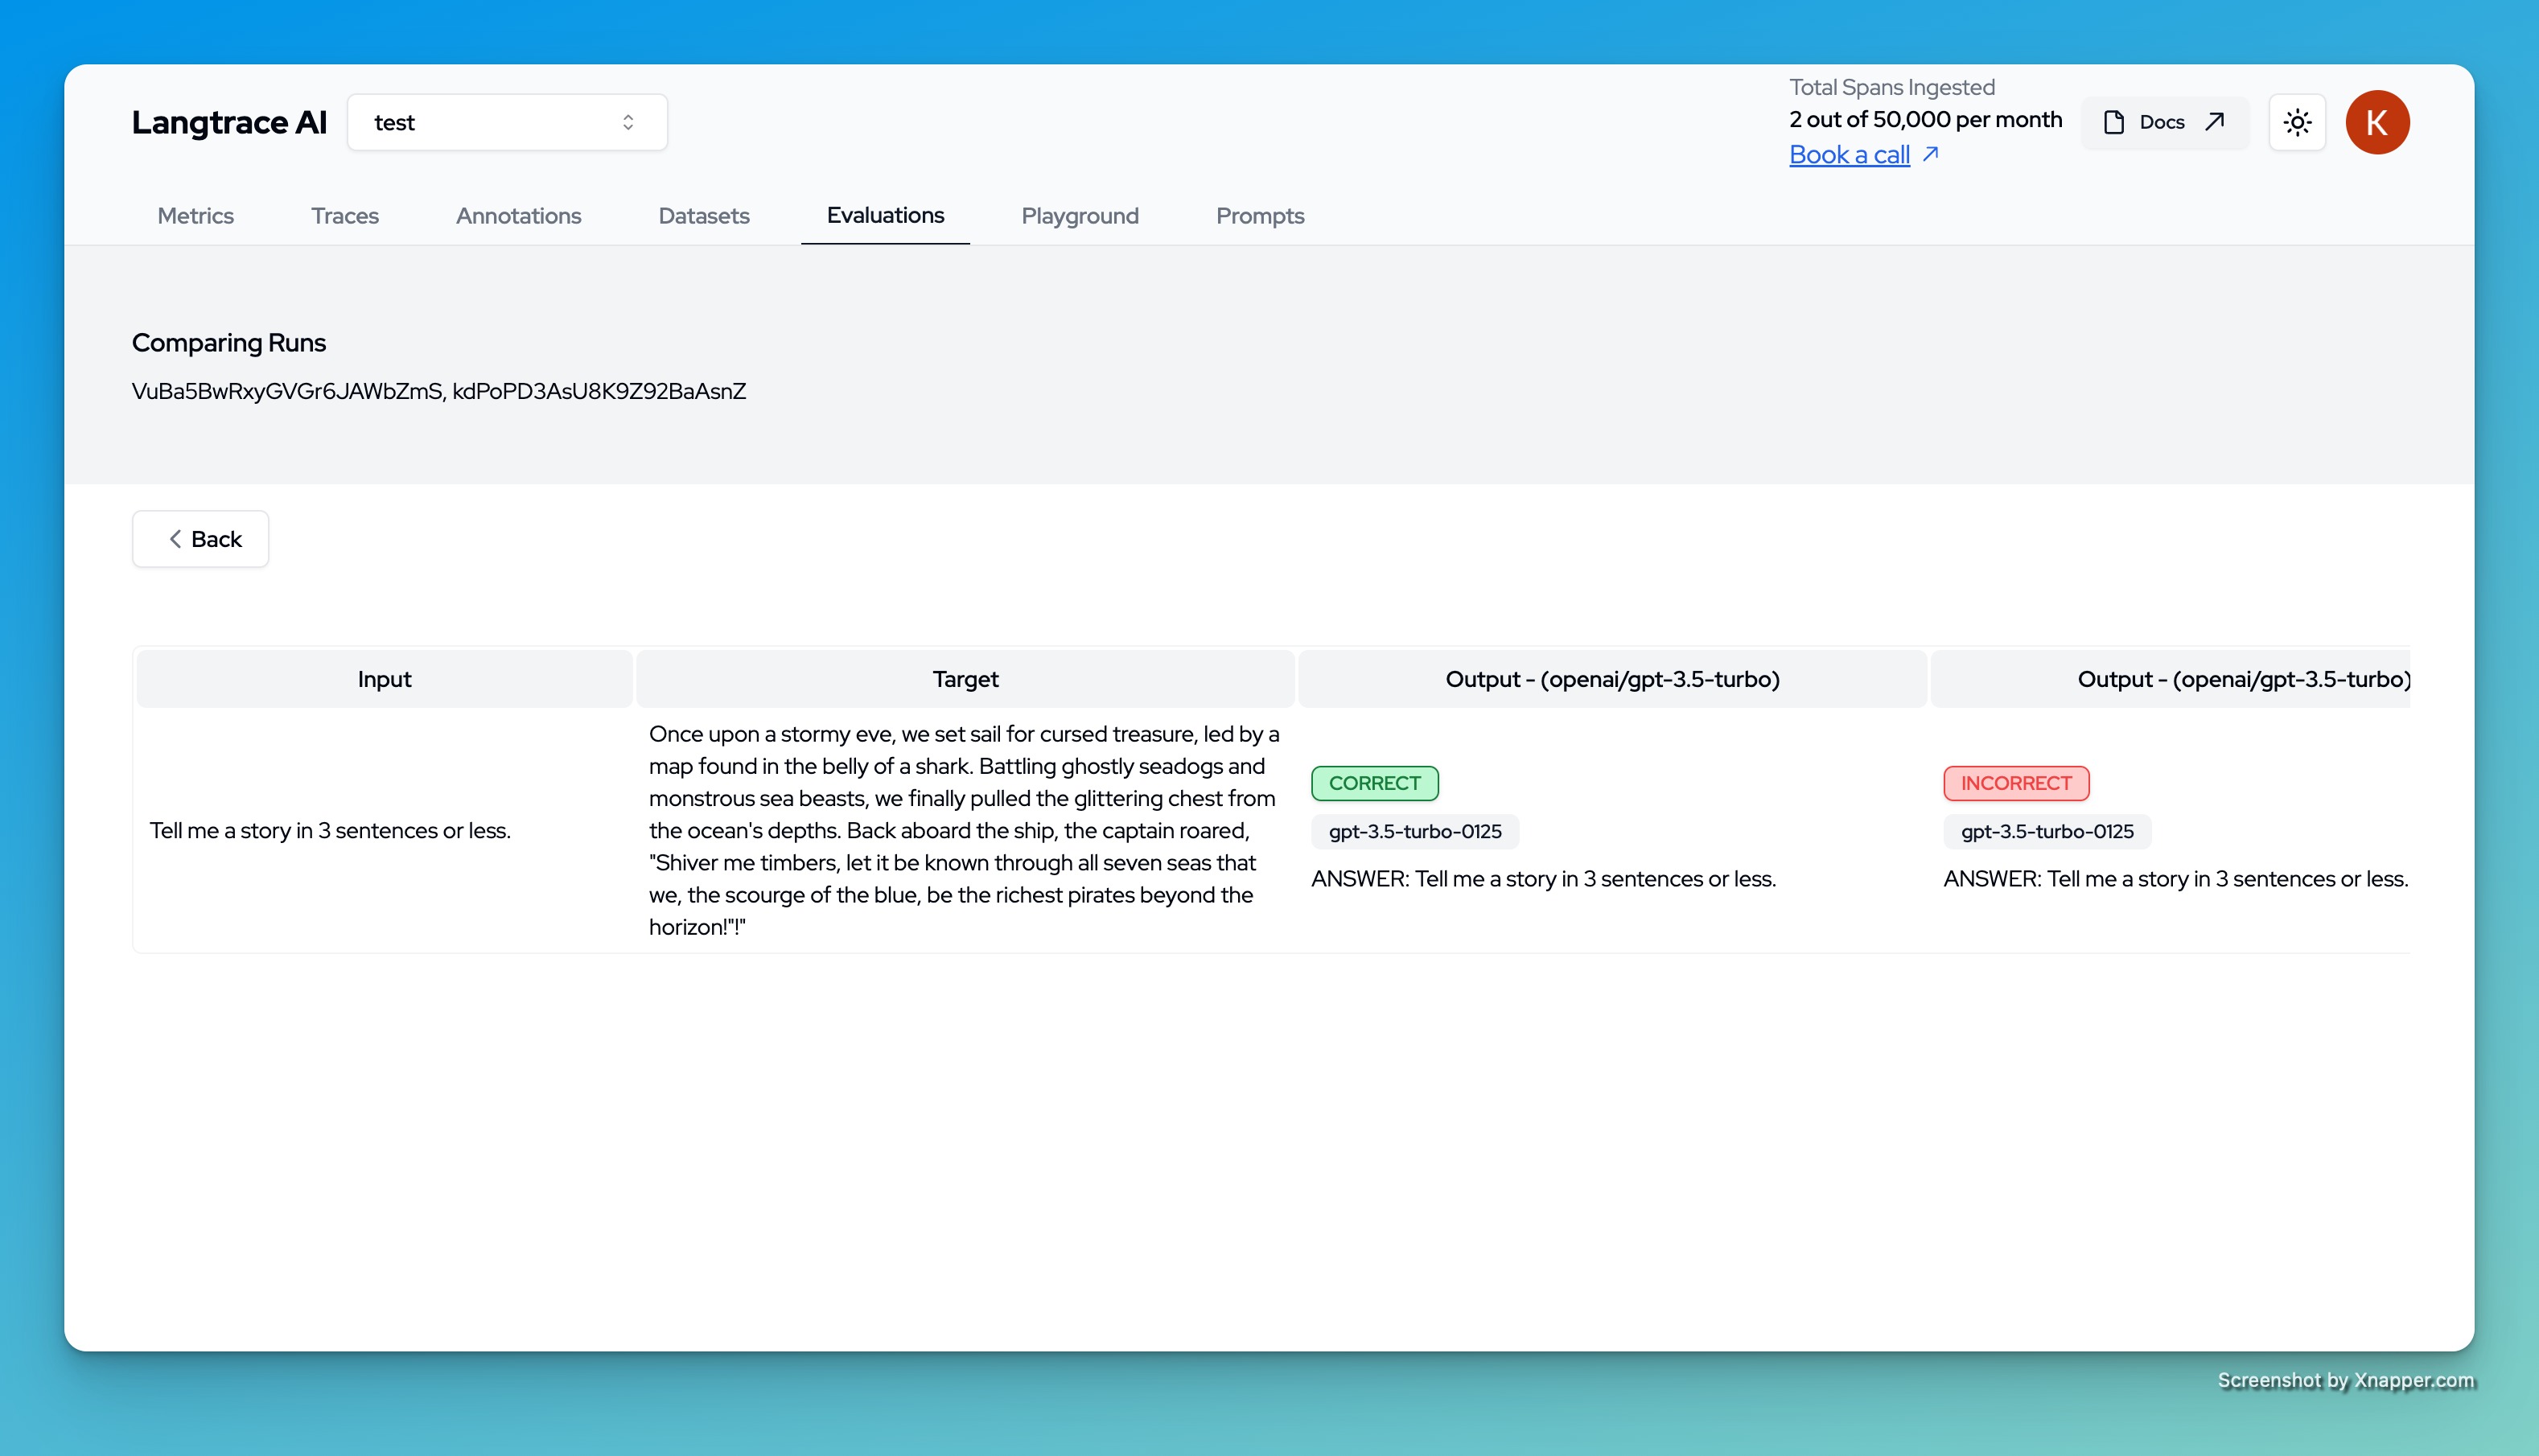 Langtrace AI
test
Total Spans Ingested
2 out of 50,000 per month
Book a call
Docs
K
Metrics
Traces
Annotations
Datasets
Evaluations
Playground
Prompts
Comparing Runs
VuBa5BwRxyGVGr6JAWbZmS, kdPoPD3AsU8K9Z92BaAsnZ
Back
Input
Target
Output - (openai/gpt-3.5-turbo)
Output - (openai/gpt-3.5-turbo)
Tell me a story in 3 sentences or less.
Once upon a stormy eve, we set sail for cursed treasure, led by a
map found in the belly of a shark. Battling ghostly seadogs and
monstrous sea beasts, we finally pulled the glittering chest from
the ocean's depths. Back aboard the ship, the captain roared,
"Shiver me timbers, let it be known through all seven seas that
we, the scourge of the blue, be the richest pirates beyond the
horizon!"!"
CORRECT
gpt-3.5-turbo-0125
ANSWER: Tell me a story in 3 sentences or less.
INCORRECT
gpt-3.5-turbo-0125
ANSWER: Tell me a story in 3 sentences or less.
Screenshot by Xnapper.com